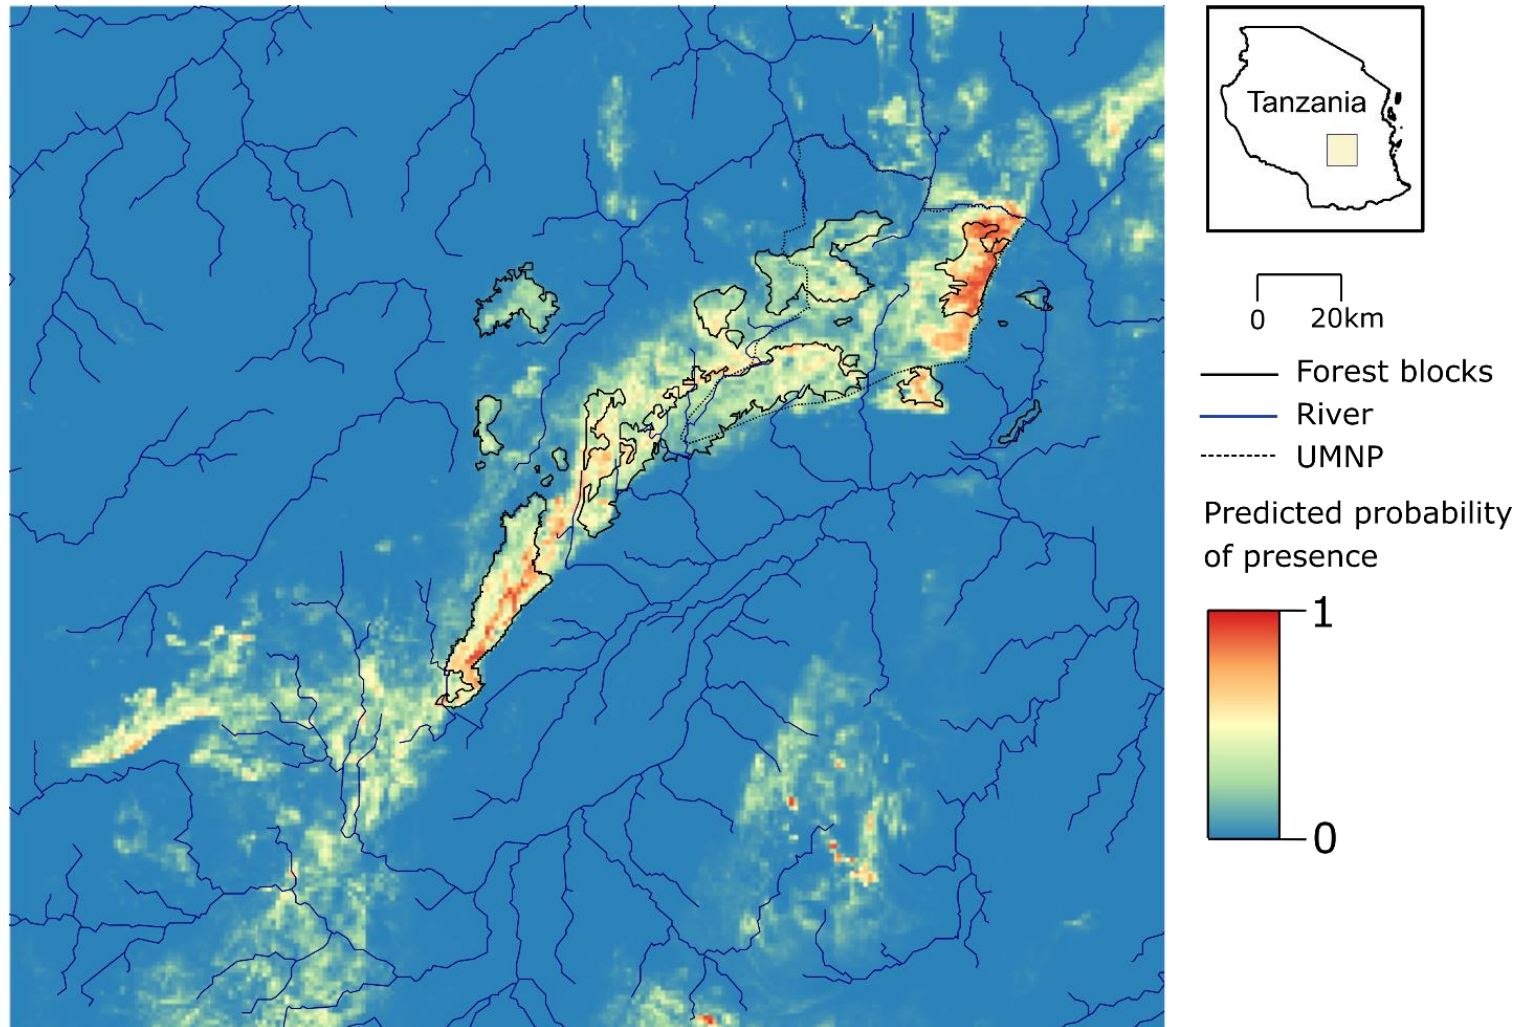 Tanzania
0 20km
Forest blocks
River
UMNP
Predicted probability
of presence
1
0